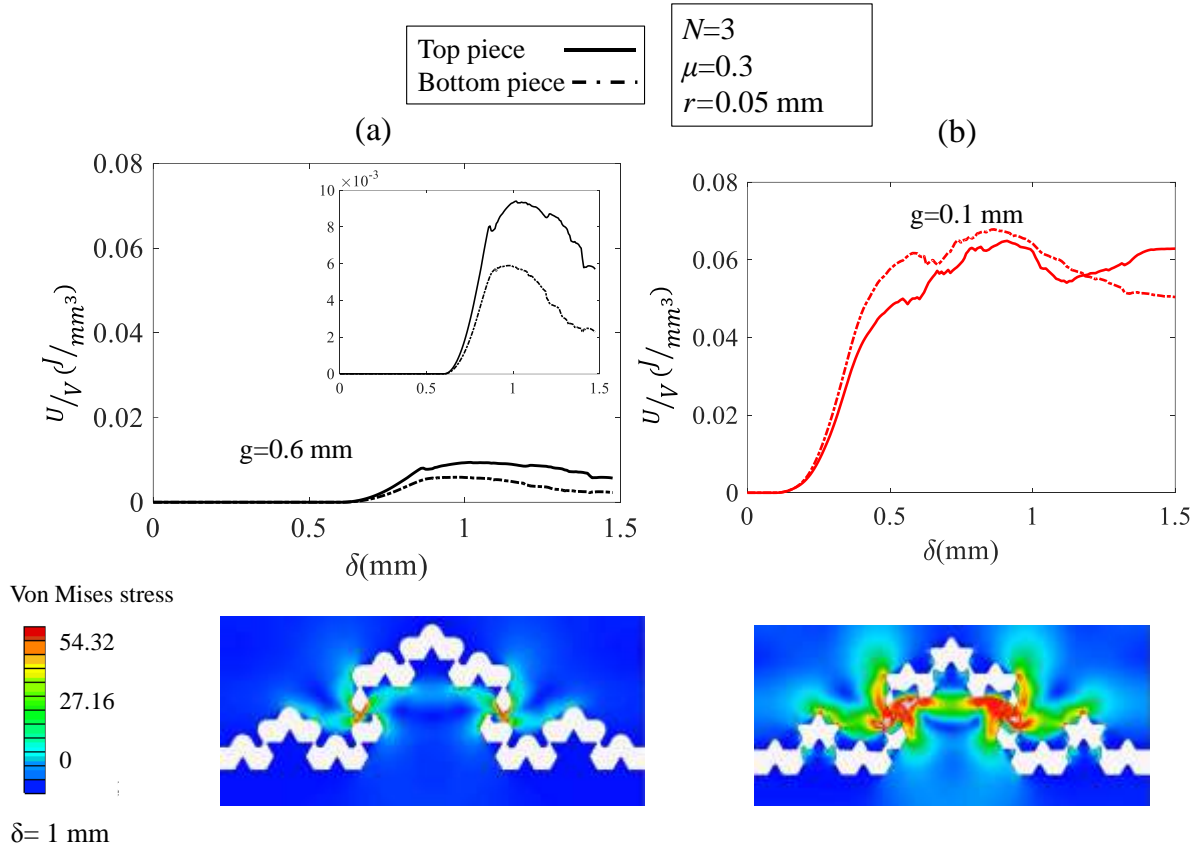 Top piece
Bottom piece
N=3
μ=0.3
r=0.05 mm
(a)
(b)
0.08
0.06
0.04
0.02
0
U/V (J/mm³)
0
0.5
1
1.5
δ(mm)
g=0.6 mm
×10⁻³
10
8
6
4
2
0
0
0.5
1
1.5
0.08
0.06
0.04
0.02
0
U/V (J/mm³)
0
0.5
1
1.5
δ(mm)
g=0.1 mm
Von Mises stress
54.32
27.16
0
δ= 1 mm